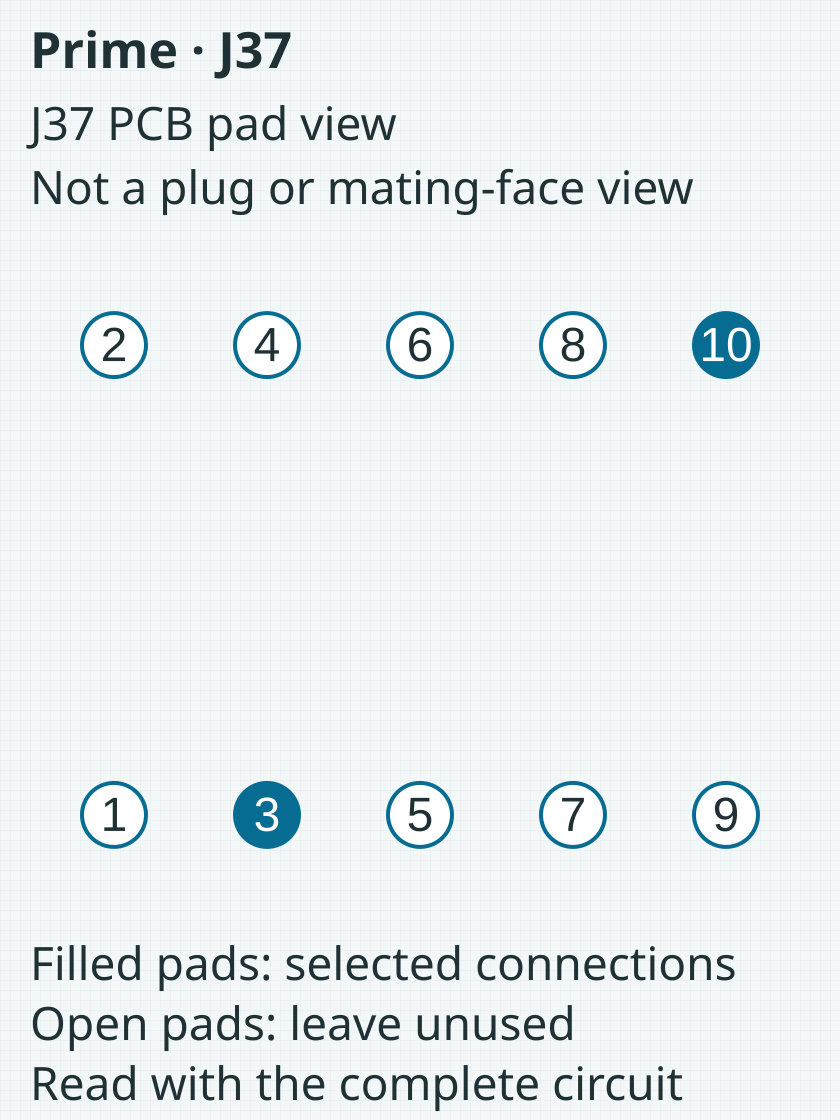 Prime · J37
J37 PCB pad view
Not a plug or mating-face view
2 4 6 8 10
1 3 5 7 9
Filled pads: selected connections
Open pads: leave unused
Read with the complete circuit